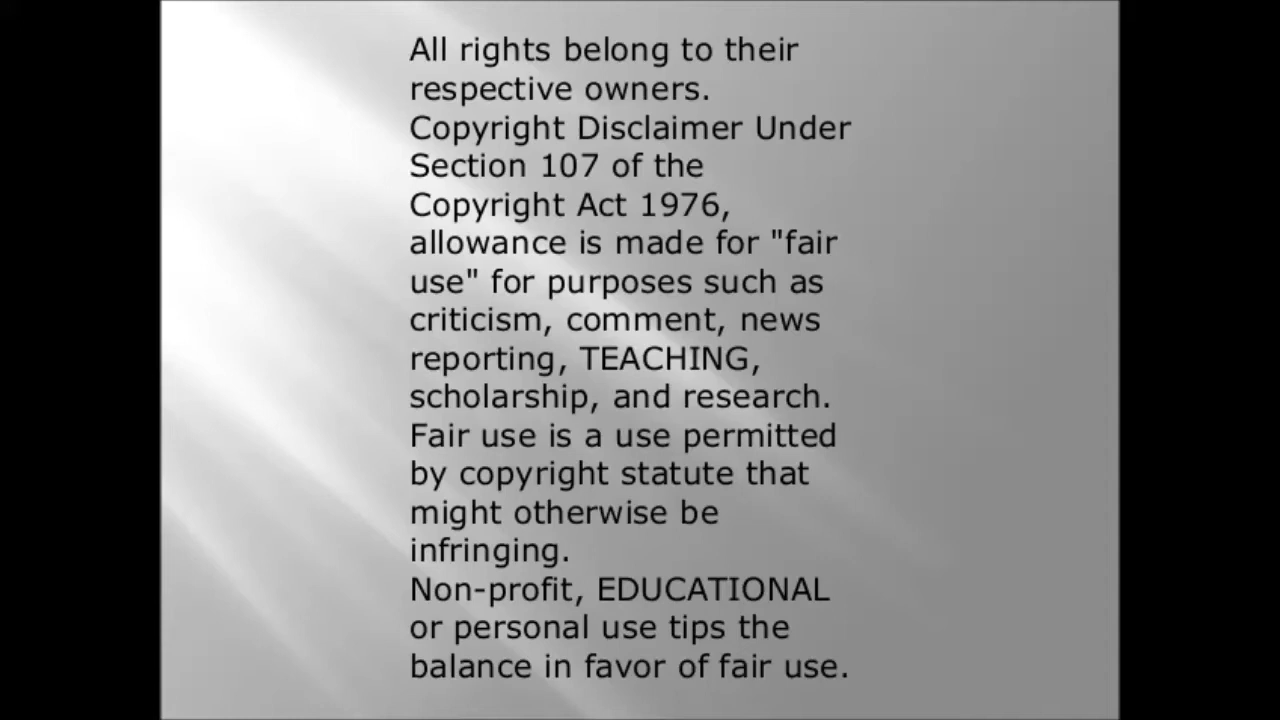 All rights belong to their
respective owners.
Copyright Disclaimer Under
Section 107 of the
Copyright Act 1976,
allowance is made for "fair
use" for purposes such as
criticism, comment, news
reporting, TEACHING,
scholarship, and research.
Fair use is a use permitted
by copyright statute that
might otherwise be
infringing.
Non-profit, EDUCATIONAL
or personal use tips the
balance in favor of fair use.